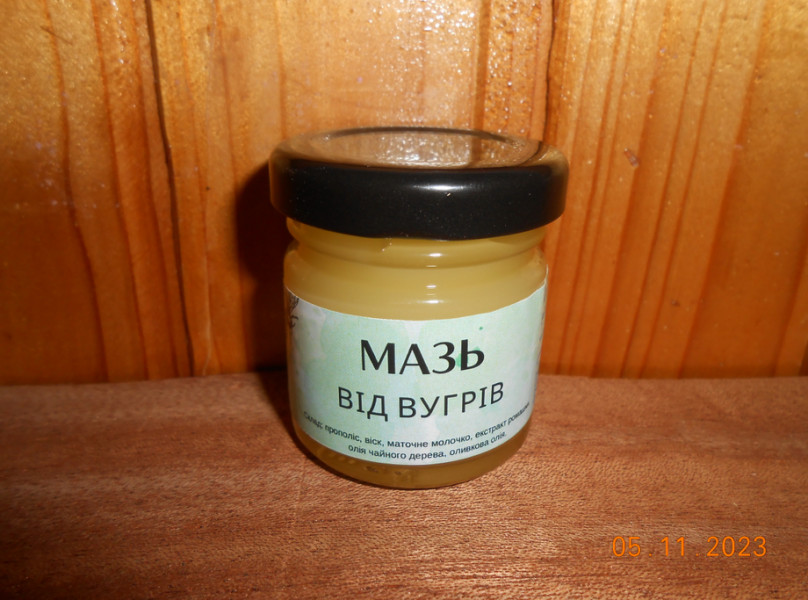 МАЗЬ
ВІД ВУГРІВ
Склад: прополіс, віск, маточне молочко, екстракт ромашки,
олія чайного дерева, оливкова олія.
05 11 2023